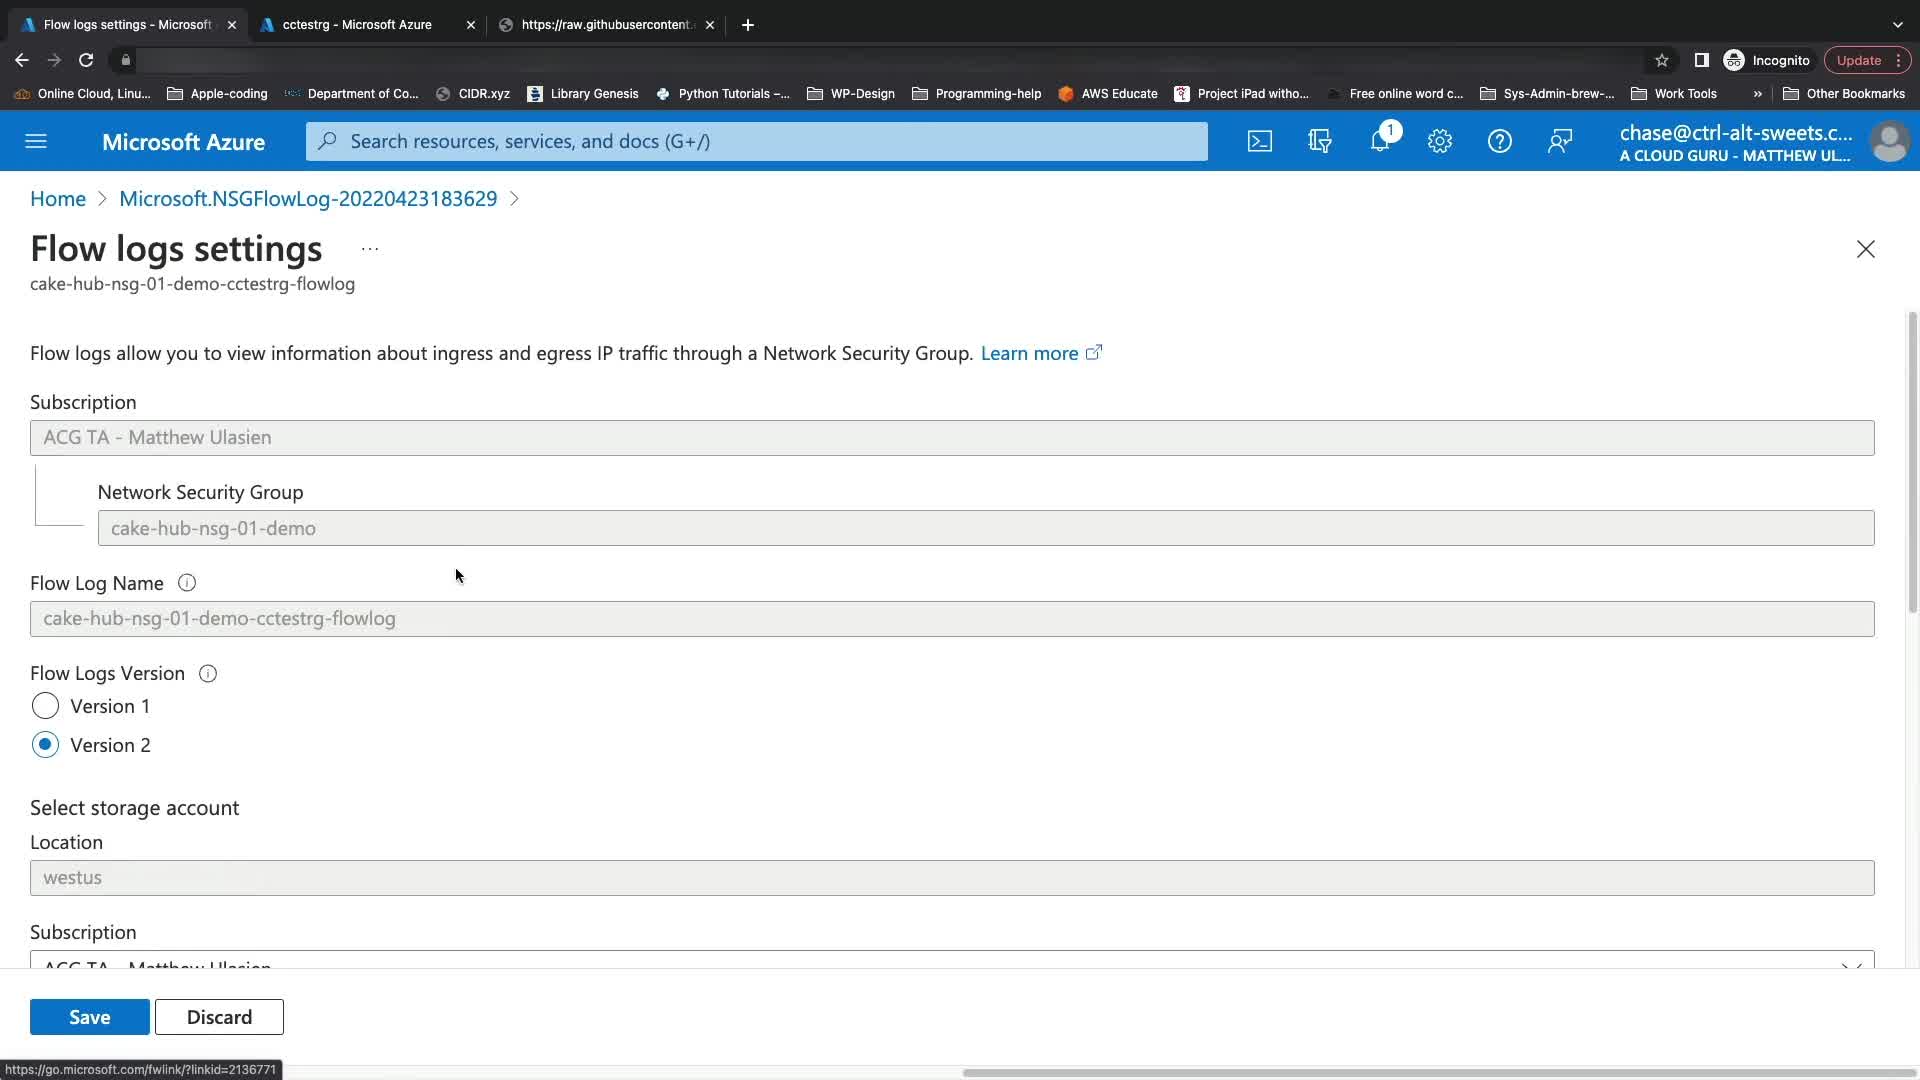 Flow logs settings - Microsoft
cctestrg - Microsoft Azure
https://raw.githubusercontent.
Incognito
Update
Online Cloud, Linu...
Apple-coding
Department of Co...
CIDR.xyz
Library Genesis
Python Tutorials –...
WP-Design
Programming-help
AWS Educate
Project iPad witho...
Free online word c...
Sys-Admin-brew-...
Work Tools
»
Other Bookmarks
Microsoft Azure
Search resources, services, and docs (G+/)
1
chase@ctrl-alt-sweets.c...
A CLOUD GURU - MATTHEW UL...
Home > Microsoft.NSGFlowLog-20220423183629 >
Flow logs settings ...
cake-hub-nsg-01-demo-cctestrg-flowlog
Flow logs allow you to view information about ingress and egress IP traffic through a Network Security Group. Learn more
Subscription
ACG TA - Matthew Ulasien
Network Security Group
cake-hub-nsg-01-demo
Flow Log Name
cake-hub-nsg-01-demo-cctestrg-flowlog
Flow Logs Version
Version 1
Version 2
Select storage account
Location
westus
Subscription
ACG TA - Matthew Ulasien
Save
Discard
https://go.microsoft.com/fwlink/?linkid=2136771